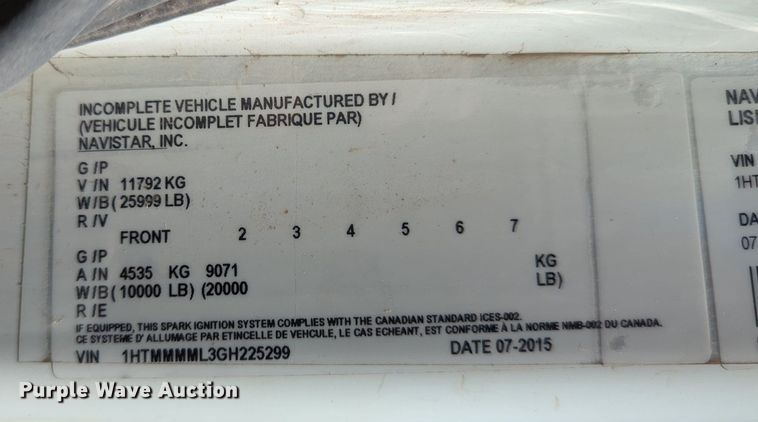 INCOMPLETE VEHICLE MANUFACTURED BY /
(VEHICULE INCOMPLET FABRIQUE PAR)
NAVISTAR, INC.
G /P
V /N 11792 KG
W/B( 25999 LB)
R /V
FRONT 2 3 4 5 6 7
G /P
A /N 4535 KG 9071 KG
W/B( 10000 LB) (20000 LB)
R /E
IF EQUIPPED, THIS SPARK IGNITION SYSTEM COMPLIES WITH THE CANADIAN STANDARD ICES-002.
CE SYSTEME D' ALLUMAGE PAR ETINCELLE DE VEHICULE, LE CAS ECHEANT, EST CONFORME À LA NORME NMB-002 DU CANADA.
VIN 1HTMMMML3GH225299 DATE 07-2015
NAV
LIS
VIN
1HT
DA
07
Purple Wave Auction